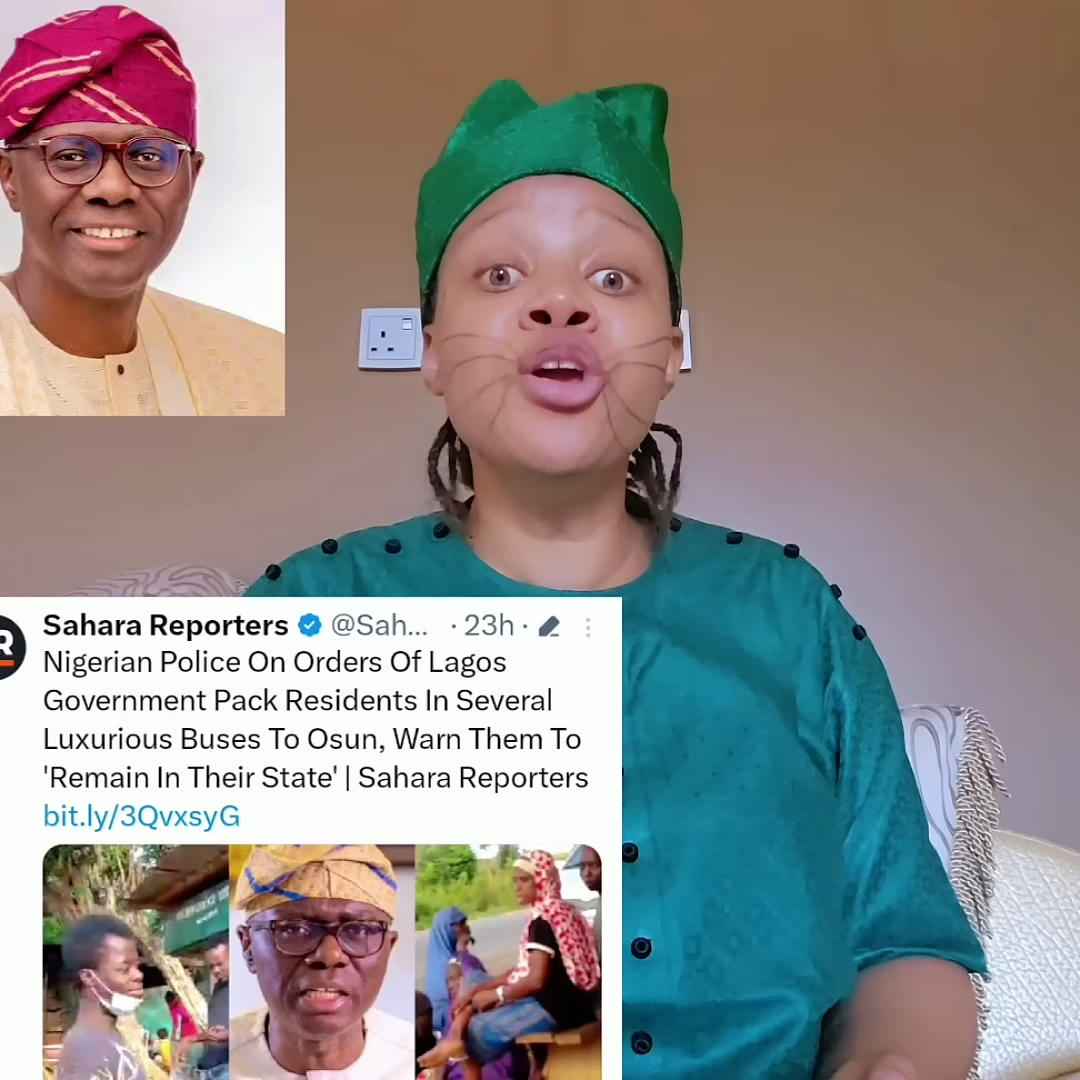 R
Sahara Reporters @Sah... · 23h ·
Nigerian Police On Orders Of Lagos
Government Pack Residents In Several
Luxurious Buses To Osun, Warn Them To
'Remain In Their State' | Sahara Reporters
bit.ly/3QvxsyG